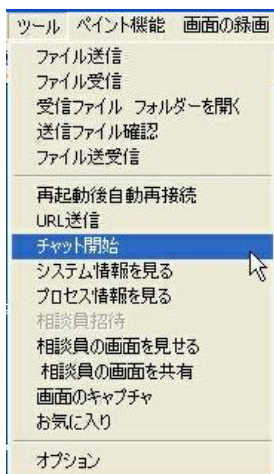 ツール ペイント機能 画面の録画
ファイル送信
ファイル受信
受信ファイル フォルダーを開く
送信ファイル確認
ファイル送受信
再起動後自動再接続
URL送信
チャット開始
システム情報を見る
プロセス情報を見る
相談員招待
相談員の画面を見せる
相談員の画面を共有
画面のキャプチャ
お気に入り
オプション